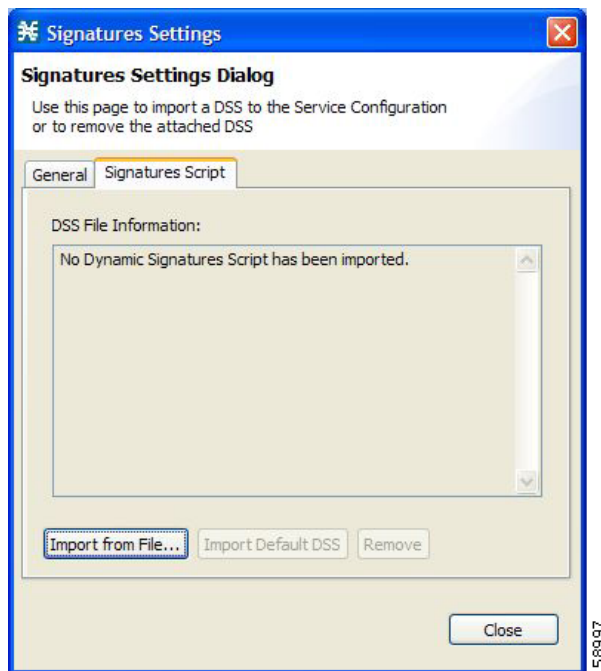 Signatures Settings
Signatures Settings Dialog
Use this page to import a DSS to the Service Configuration
or to remove the attached DSS
General
Signatures Script
DSS File Information:
No Dynamic Signatures Script has been imported.
Import from File...
Import Default DSS
Remove
Close